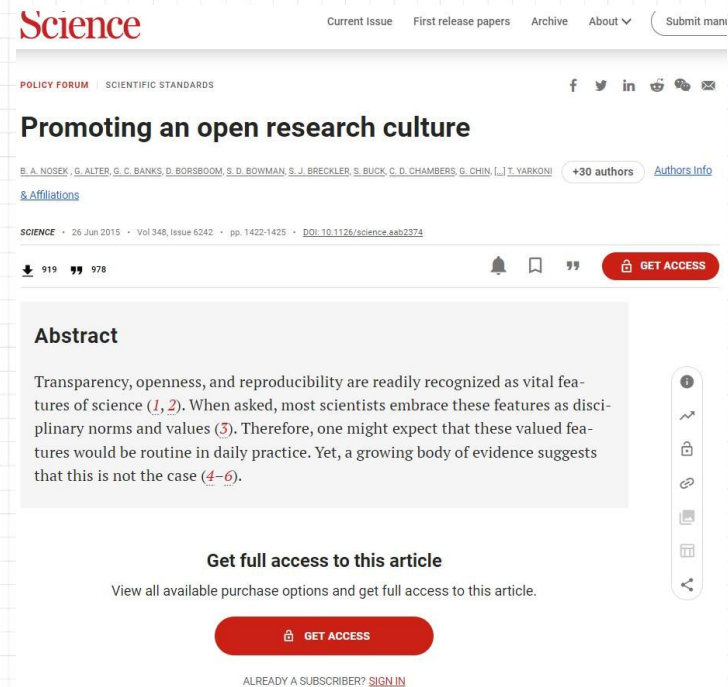 Science
Current Issue First release papers Archive About Submit manu
POLICY FORUM SCIENTIFIC STANDARDS
Promoting an open research culture
B. A. NOSEK , G. ALTER, G. C. BANKS, D. BORSBOOM, S. D. BOWMAN, S. J. BRECKLER, S. BUCK, C. D. CHAMBERS, G. CHIN, [...] T. YARKONI +30 authors Authors Info
& Affiliations
SCIENCE • 26 Jun 2015 • Vol 348, Issue 6242 • pp. 1422-1425 • DOI: 10.1126/science.aab2374
919 978 GET ACCESS
Abstract
Transparency, openness, and reproducibility are readily recognized as vital fea-
tures of science (1, 2). When asked, most scientists embrace these features as disci-
plinary norms and values (3). Therefore, one might expect that these valued fea-
tures would be routine in daily practice. Yet, a growing body of evidence suggests
that this is not the case (4–6).
Get full access to this article
View all available purchase options and get full access to this article.
GET ACCESS
ALREADY A SUBSCRIBER? SIGN IN